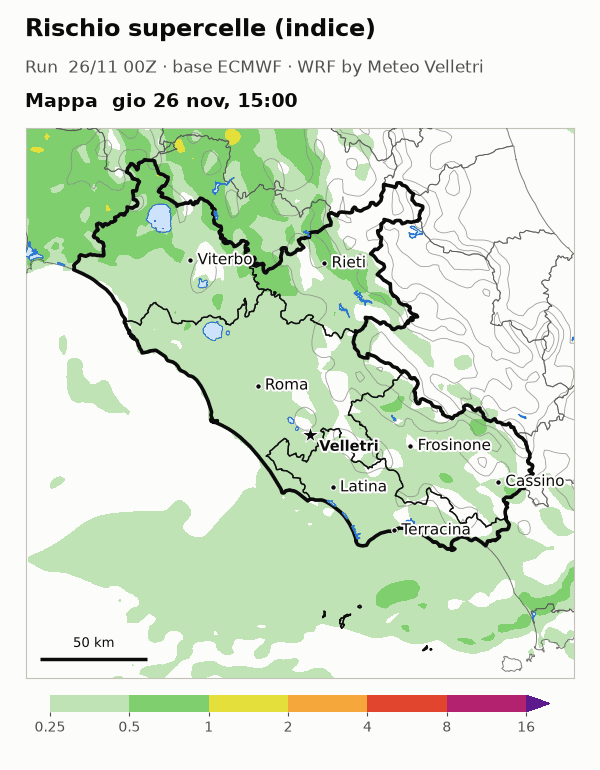 Rischio supercelle (indice)
Run  26/11 00Z · base ECMWF · WRF by Meteo Velletri
Mappa  gio 26 nov, 15:00
Viterbo
Rieti
Roma
Velletri
Frosinone
Cassino
Latina
Terracina
50 km
0.25 0.5 1 2 4 8 16